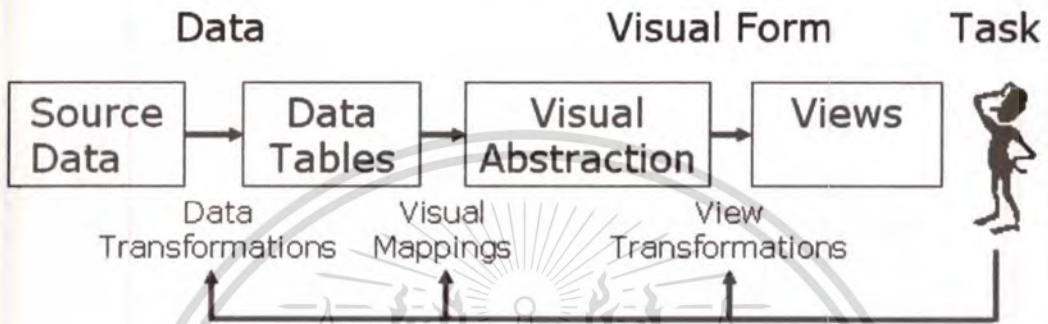 Data
Visual Form
Task
Source
Data
Data
Tables
Visual
Abstraction
Views
Data
Transformations
Visual
Mappings
View
Transformations